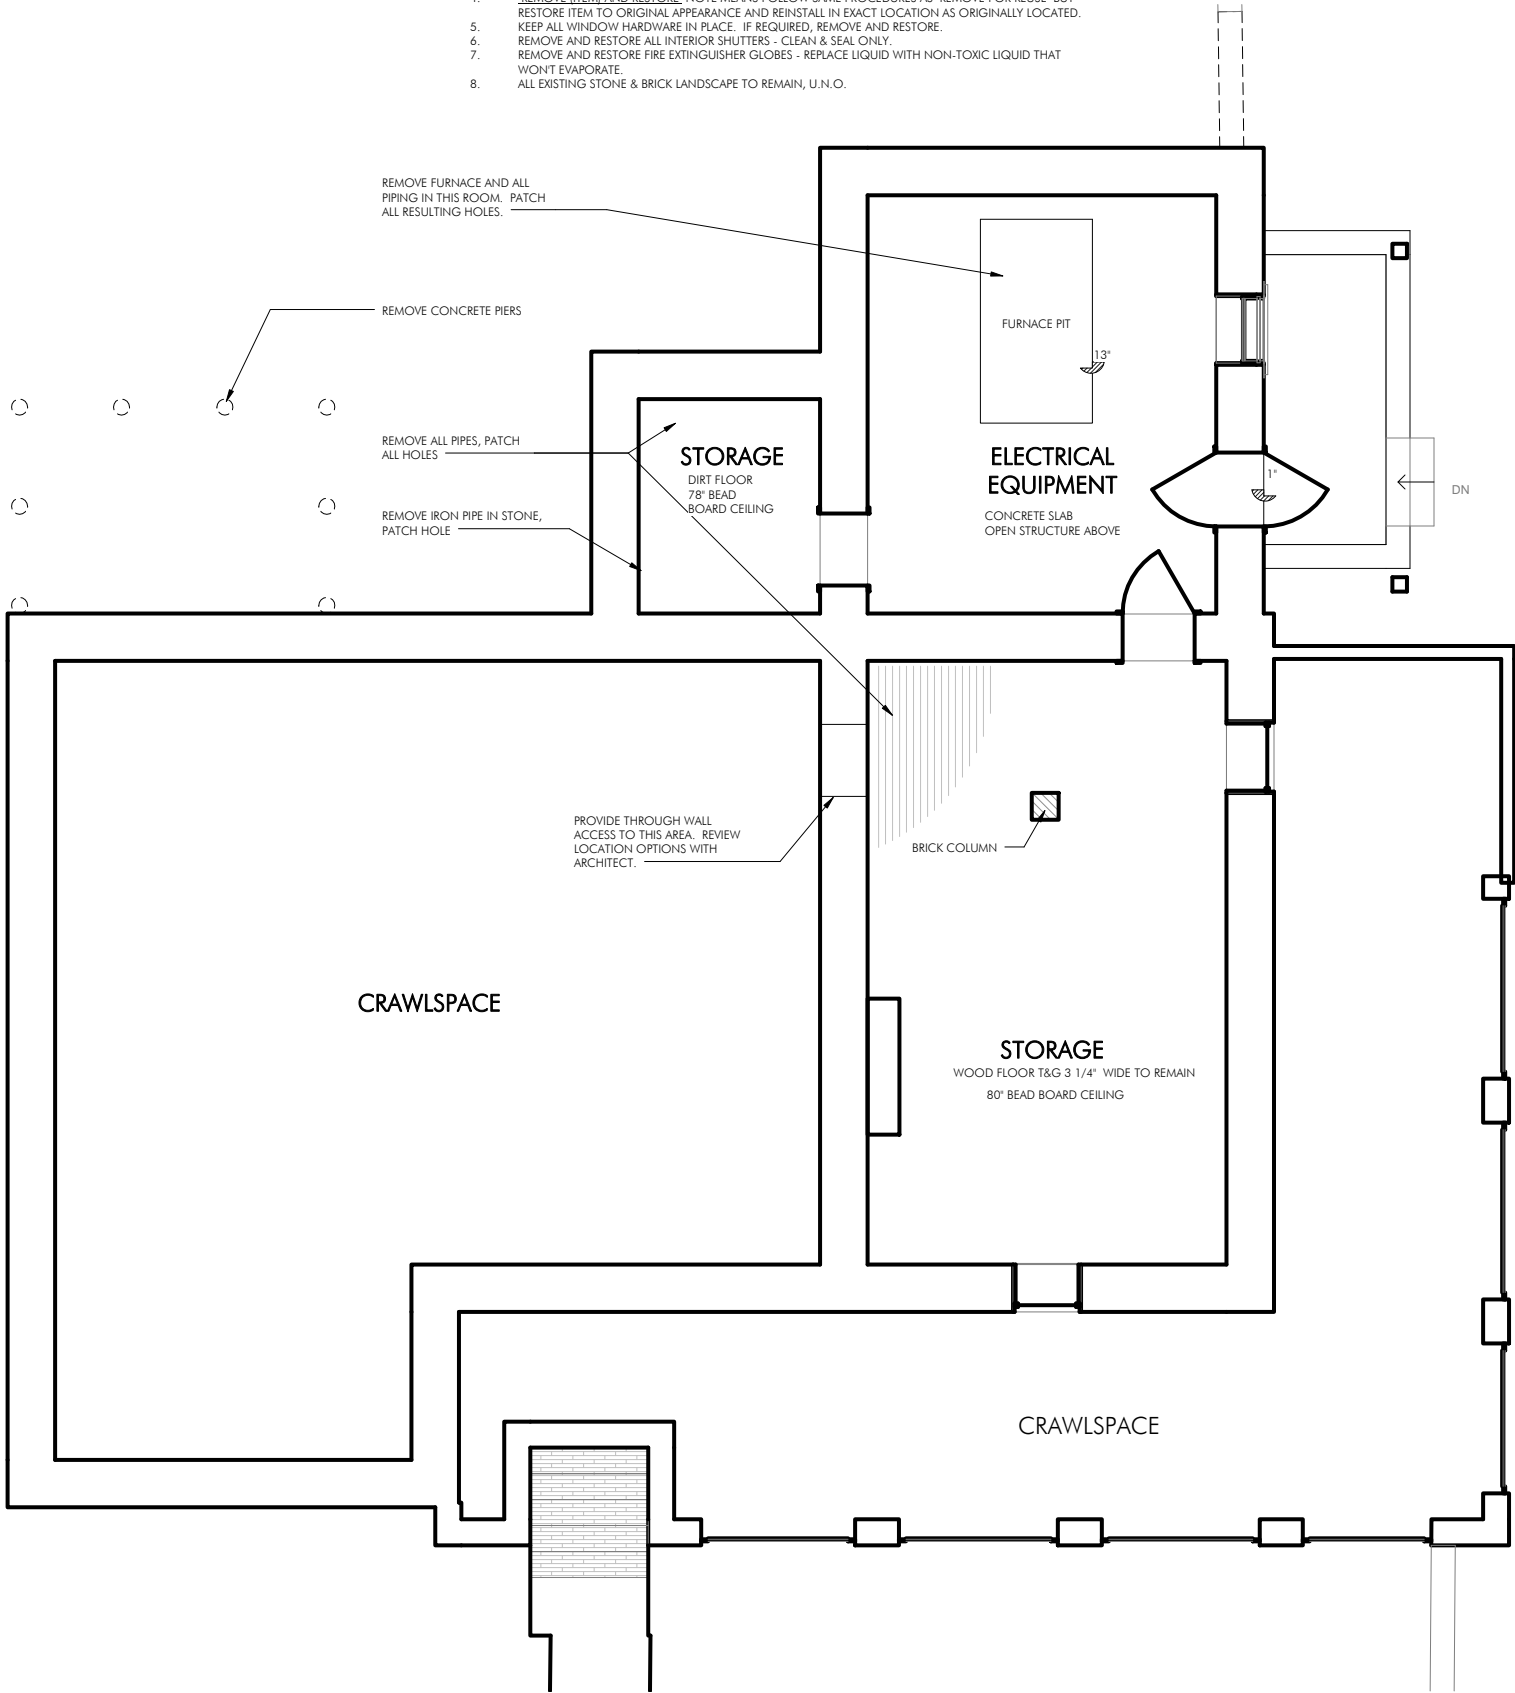 RESTORE ITEM TO ORIGINAL APPEARANCE AND REINSTALL IN EXACT LOCATION AS ORIGINALLY LOCATED.
5. KEEP ALL WINDOW HARDWARE IN PLACE. IF REQUIRED, REMOVE AND RESTORE.
6. REMOVE AND RESTORE ALL INTERIOR SHUTTERS - CLEAN & SEAL ONLY.
7. REMOVE AND RESTORE FIRE EXTINGUISHER GLOBES - REPLACE LIQUID WITH NON-TOXIC LIQUID THAT
WON'T EVAPORATE.
8. ALL EXISTING STONE & BRICK LANDSCAPE TO REMAIN, U.N.O.
REMOVE FURNACE AND ALL
PIPING IN THIS ROOM. PATCH
ALL RESULTING HOLES.
REMOVE CONCRETE PIERS
FURNACE PIT
13"
REMOVE ALL PIPES, PATCH
ALL HOLES
STORAGE
DIRT FLOOR
78" BEAD
BOARD CEILING
ELECTRICAL
EQUIPMENT
CONCRETE SLAB
OPEN STRUCTURE ABOVE
1"
DN
REMOVE IRON PIPE IN STONE,
PATCH HOLE
PROVIDE THROUGH WALL
ACCESS TO THIS AREA. REVIEW
LOCATION OPTIONS WITH
ARCHITECT.
BRICK COLUMN
CRAWLSPACE
STORAGE
WOOD FLOOR T&G 3 1/4" WIDE TO REMAIN
80" BEAD BOARD CEILING
CRAWLSPACE